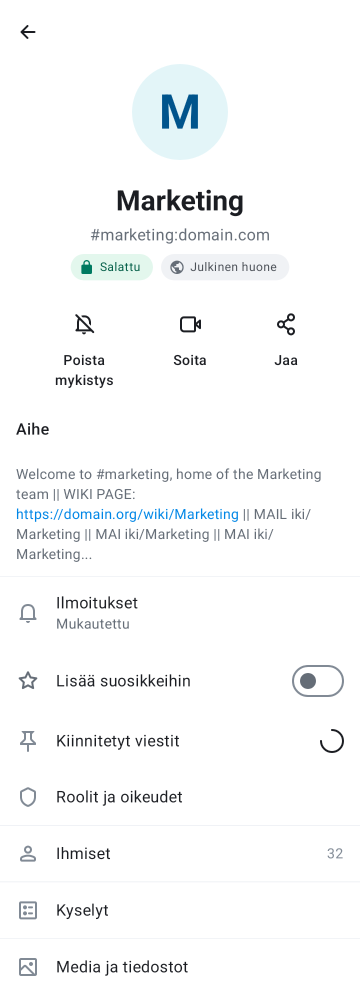 M
Marketing
#marketing:domain.com
Salattu
Julkinen huone
Poista
mykistys
Soita
Jaa
Aihe
Welcome to #marketing, home of the Marketing
team || WIKI PAGE:
https://domain.org/wiki/Marketing || MAIL iki/
Marketing || MAI iki/Marketing || MAI iki/
Marketing...
Ilmoitukset
Mukautettu
Lisää suosikkeihin
Kiinnitetyt viestit
Roolit ja oikeudet
Ihmiset
32
Kyselyt
Media ja tiedostot